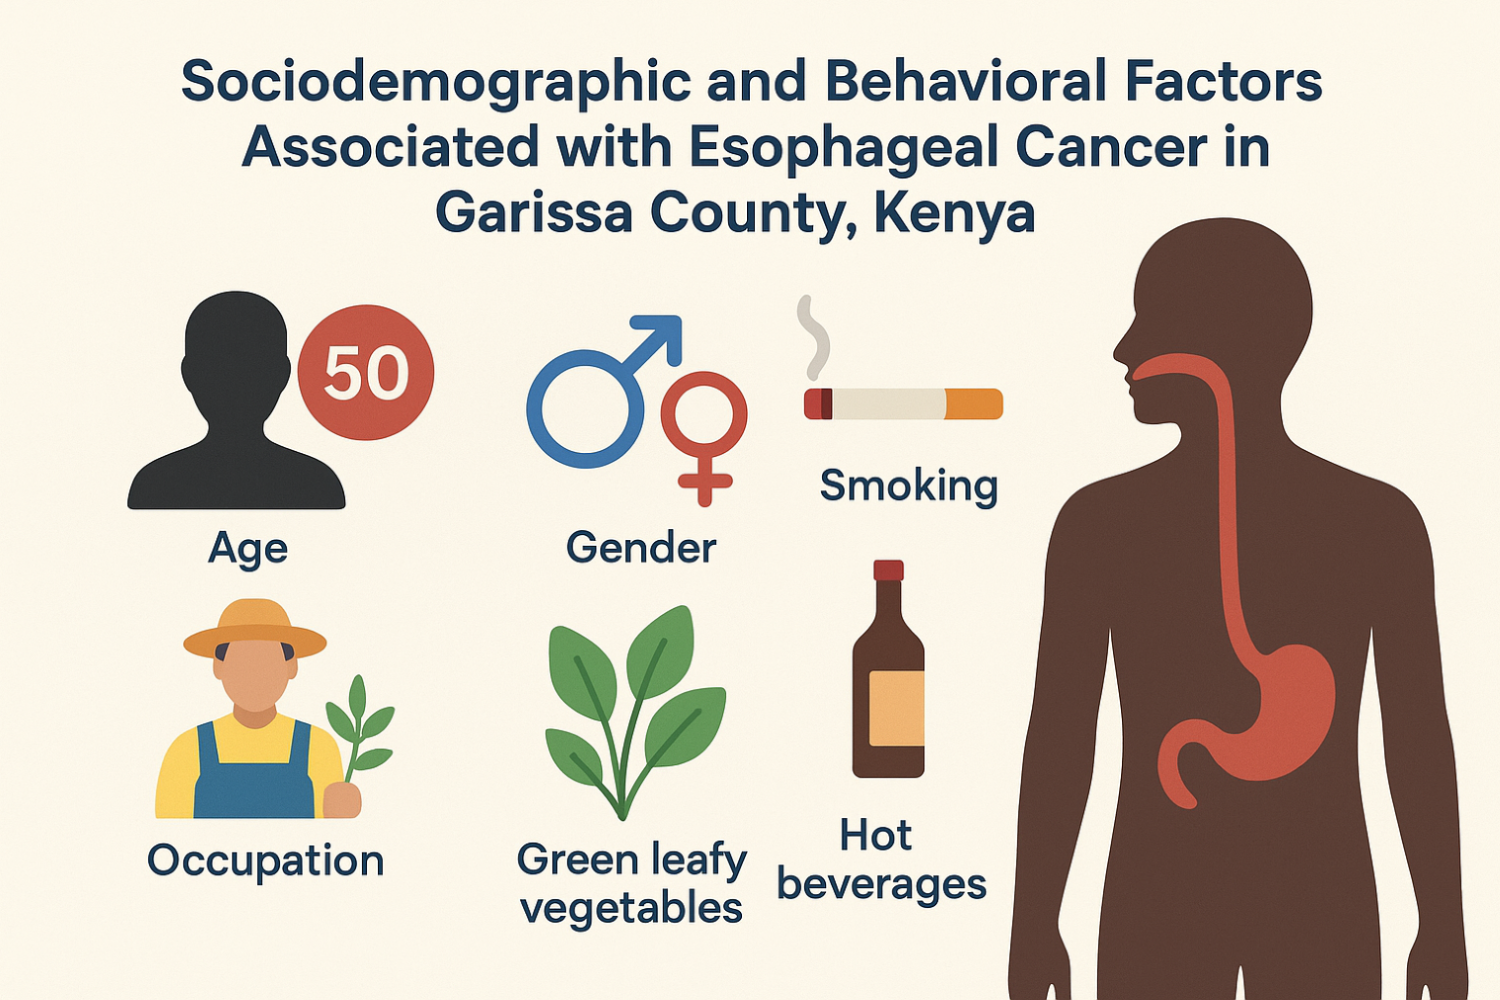 Sociodemographic and Behavioral Factors
Associated with Esophageal Cancer in
Garissa County, Kenya
50
Age
Gender
Smoking
Occupation
Green leafy
vegetables
Hot
beverages